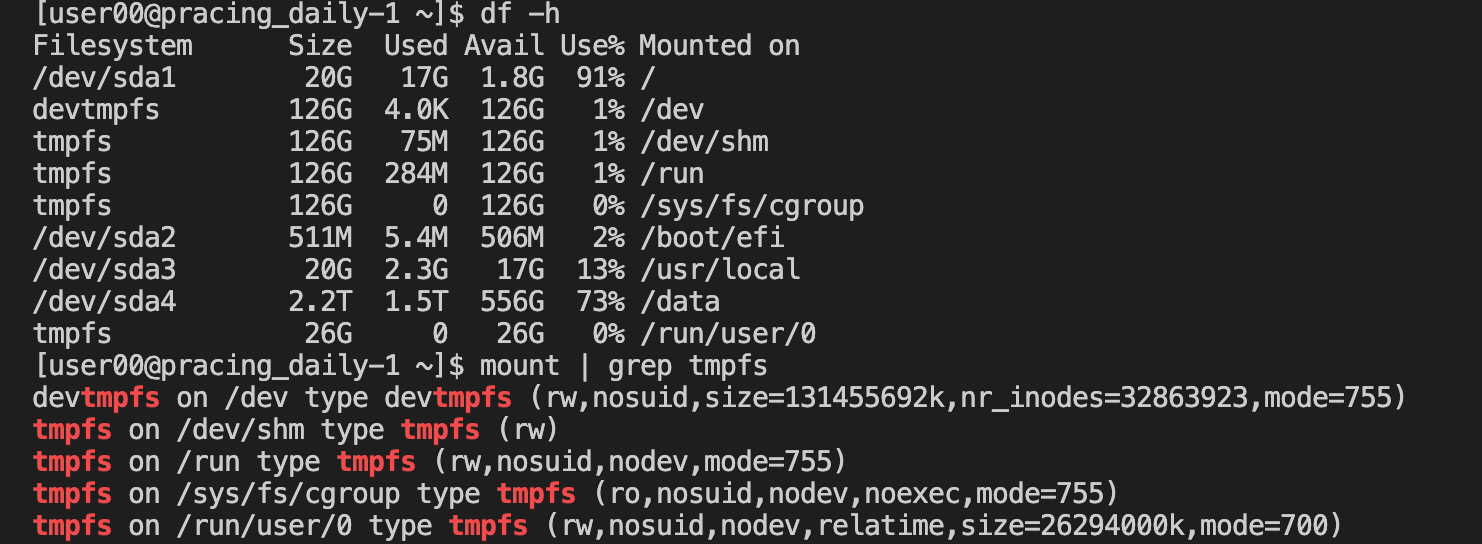 [user00@pracing_daily-1 ~]$ df -h
Filesystem      Size  Used Avail Use% Mounted on
/dev/sda1        20G   17G  1.8G  91% /
devtmpfs        126G  4.0K  126G   1% /dev
tmpfs           126G   75M  126G   1% /dev/shm
tmpfs           126G  284M  126G   1% /run
tmpfs           126G     0  126G   0% /sys/fs/cgroup
/dev/sda2       511M  5.4M  506M   2% /boot/efi
/dev/sda3        20G  2.3G   17G  13% /usr/local
/dev/sda4       2.2T  1.5T  556G  73% /data
tmpfs            26G     0   26G   0% /run/user/0
[user00@pracing_daily-1 ~]$ mount | grep tmpfs
devtmpfs on /dev type devtmpfs (rw,nosuid,size=131455692k,nr_inodes=32863923,mode=755)
tmpfs on /dev/shm type tmpfs (rw)
tmpfs on /run type tmpfs (rw,nosuid,nodev,mode=755)
tmpfs on /sys/fs/cgroup type tmpfs (ro,nosuid,nodev,noexec,mode=755)
tmpfs on /run/user/0 type tmpfs (rw,nosuid,nodev,relatime,size=26294000k,mode=700)